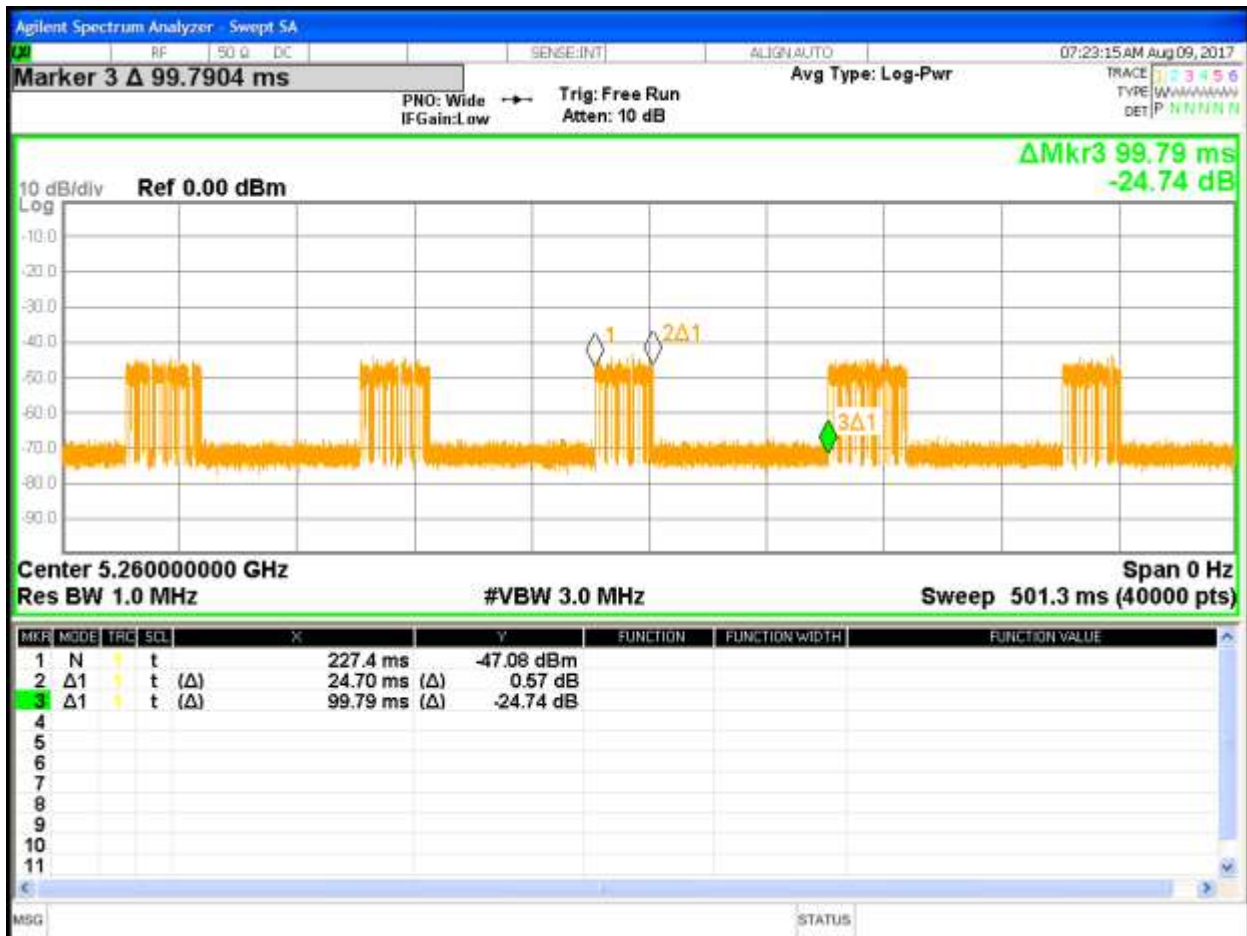 Agilent Spectrum Analyzer - Swept SA
RF 50 Ω DC SENSE:INT ALIGNAUTO 07:23:15 AM Aug 09, 2017
Marker 3 Δ 99.7904 ms
PNO: Wide Trig: Free Run Avg Type: Log-Pwr TRACE 1 2 3 4 5 6
IFGain:Low Atten: 10 dB TYPE W
DET P N N N N N
ΔMkr3 99.79 ms
-24.74 dB
10 dB/div Ref 0.00 dBm
Log
-10.0
-20.0
-30.0
-40.0
-50.0
-60.0
-70.0
-80.0
-90.0
1 2Δ1
3Δ1
Center 5.260000000 GHz Span 0 Hz
Res BW 1.0 MHz #VBW 3.0 MHz Sweep 501.3 ms (40000 pts)
MKR MODE TRC SCL X Y FUNCTION FUNCTION WIDTH FUNCTION VALUE
1 N 1 t 227.4 ms -47.08 dBm
2 Δ1 1 t (Δ) 24.70 ms (Δ) 0.57 dB
3 Δ1 1 t (Δ) 99.79 ms (Δ) -24.74 dB
4
5
6
7
8
9
10
11
MSG STATUS